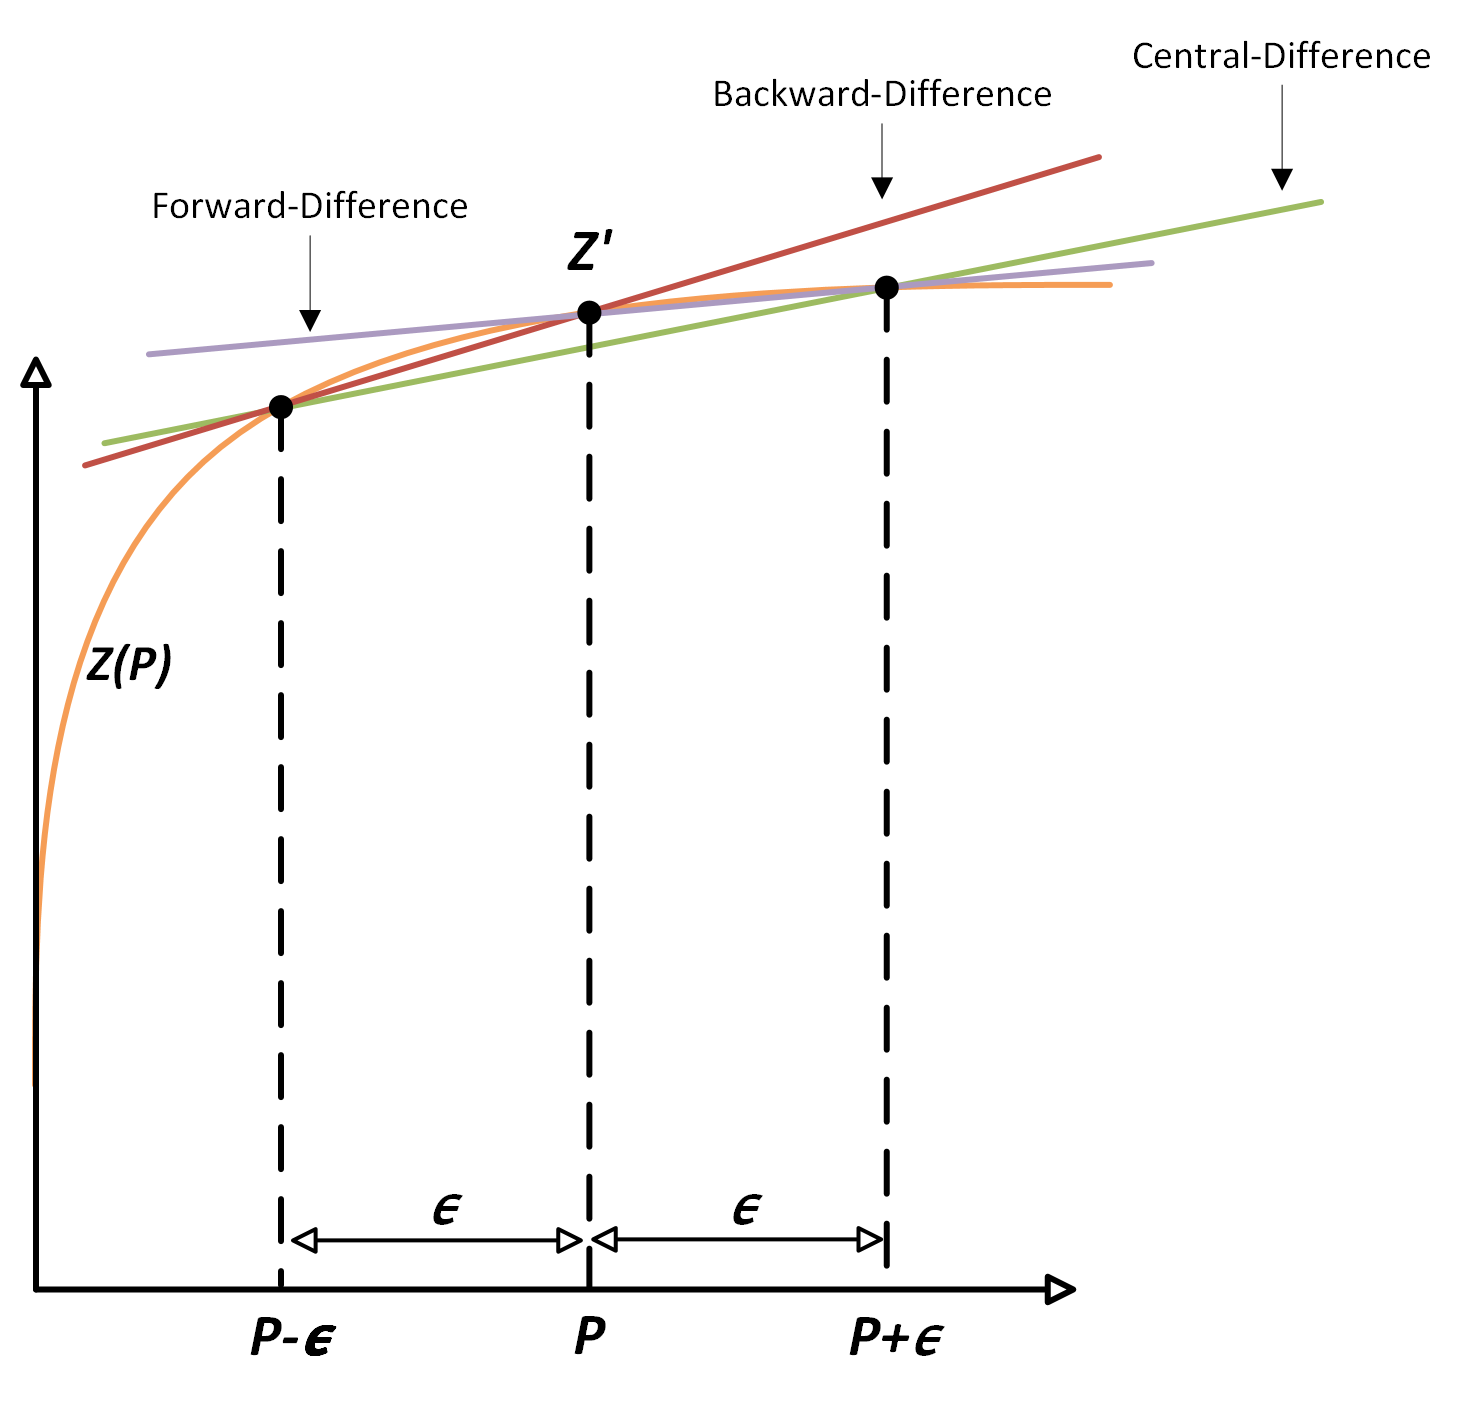 Central-Difference
Backward-Difference
Forward-Difference
Z'
Z(P)
ϵ ϵ
P-ϵ P P+ϵ